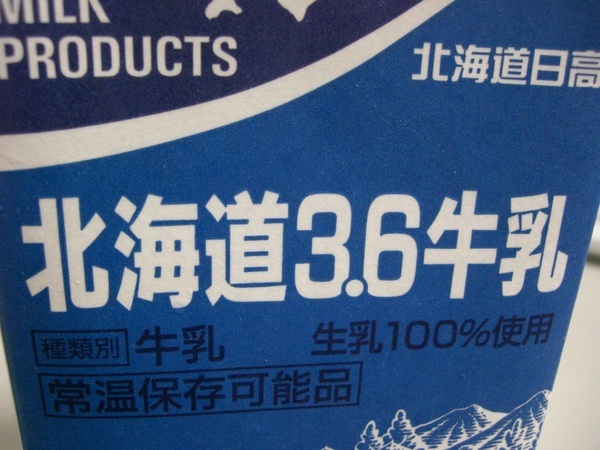 MILK
PRODUCTS
北海道日高
北海道3.6牛乳
種類別 牛乳 生乳100%使用
常温保存可能品